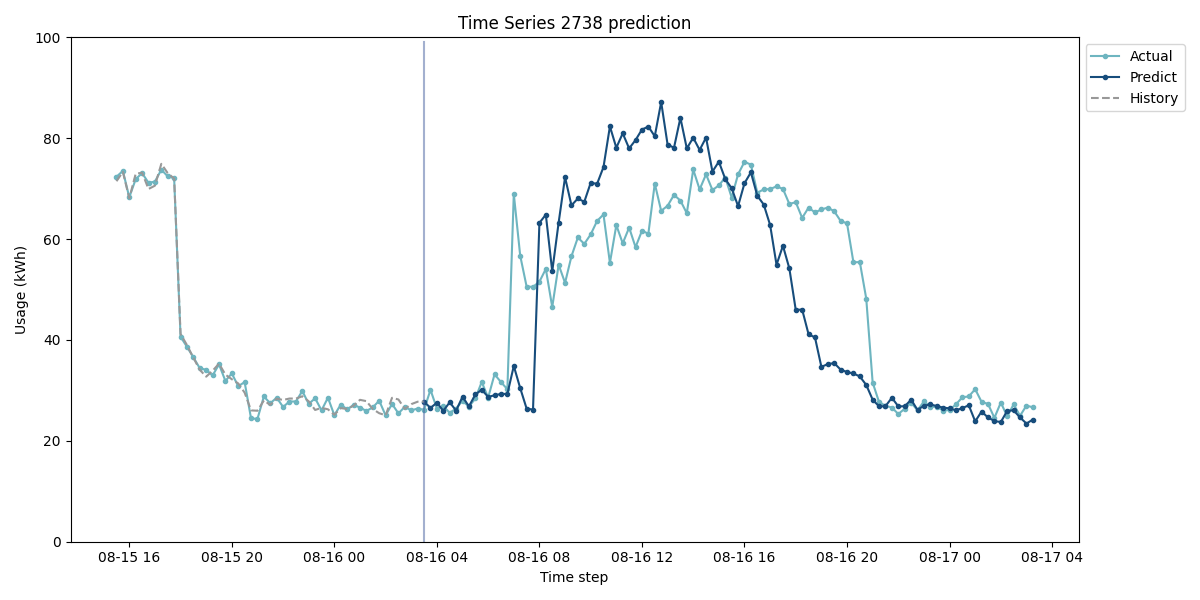 Time Series 2738 prediction
100
80
60
40
20
0
Usage (kWh)
08-15 16
08-15 20
08-16 00
08-16 04
08-16 08
08-16 12
08-16 16
08-16 20
08-17 00
08-17 04
Time step
Actual
Predict
History